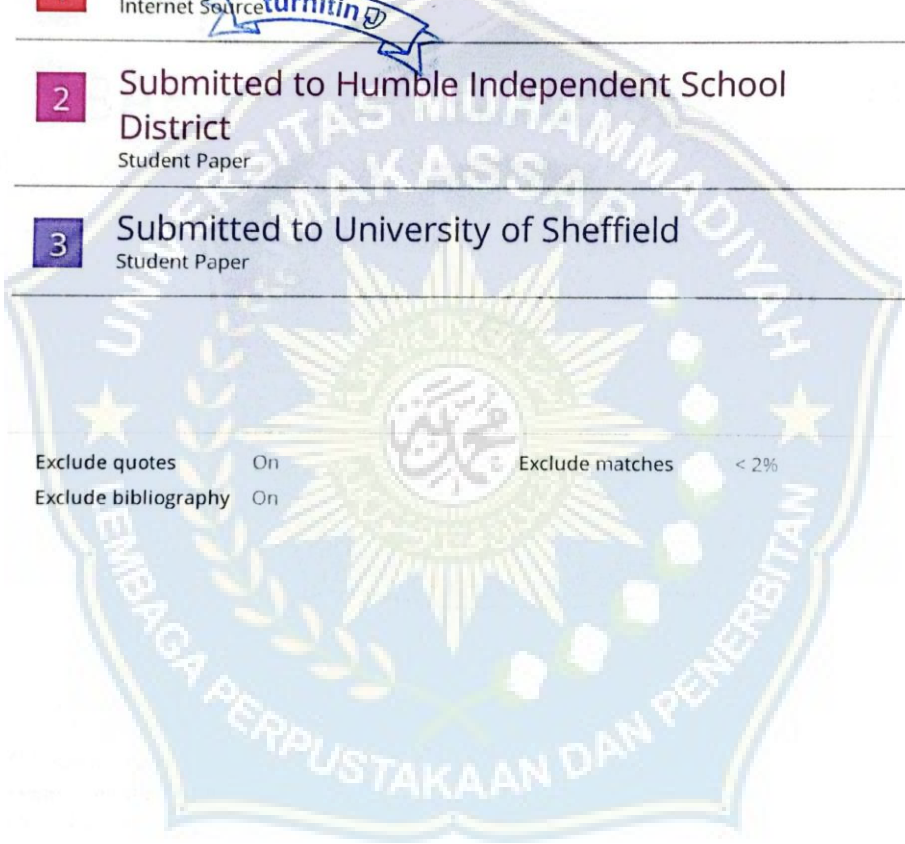 Internet Source
turnitin
2
Submitted to Humble Independent School
District
Student Paper
3
Submitted to University of Sheffield
Student Paper
UNIVERSITAS MUHAMMADIYAH
MAKASSAR
Exclude quotes On
Exclude matches < 2%
Exclude bibliography On
LEMBAGA PERPUSTAKAAN DAN PENERBITAN